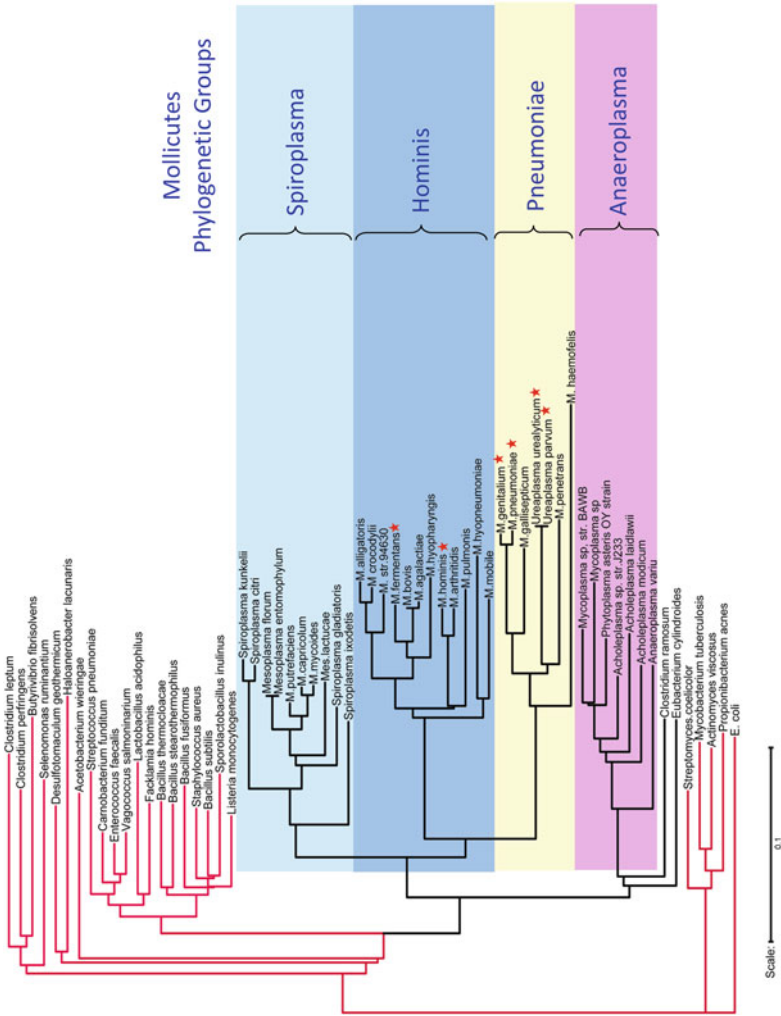 Mollicutes
Phylogenetic Groups
Clostridium leptum
Clostridium perfringens
Butyrivibrio fibrisolvens
Selenomonas ruminantium
Desulfotomaculum geothermicum
Haloanerobacter lacunaris
Acetobacterium wieringae
Streptococcus pneumoniae
Carnobacterium funditum
Enterococcus faecalis
Vagococcus salmoninarium
Lactobacillus acidophilus
Facklamia hominis
Bacillus thermocloacae
Bacillus stearothermophilus
Bacillus fusiformus
Staphylococcus aureus
Bacillus subtilis
Sporolactobacillus inulinus
Listeria monocytogenes
Spiroplasma
Spiroplasma kunkelii
Spiroplasma citri
Mesoplasma florum
Mesoplasma entomophylum
M.putrefaciens
M.capricolum
M.mycoides
Mes.lactucae
Spiroplasma gladiatoris
Spiroplasma ixodetis
Hominis
M.alligatoris
M crocodylii
M. str.94630
M.fermentans
M.bovis
M.agalactiae
M.hyopharyngis
M.hominis
M.arthritidis
M.pulmonis
M.hyopneumoniae
M.mobile
Pneumoniae
M.genitalium
M.pneumoniae
M.gallisepticum
Ureaplasma urealyticum
Ureaplasma parvum
M.penetrans
M. haemofelis
Anaeroplasma
Mycoplasma sp. str. BAWB
Mycoplasma sp
Phytoplasma asteris OY strain
Acholeplasma sp. str.J233
Acholeplasma laidlawii
Acholeplasma modicum
Anaeroplasma variu
Clostridium ramosum
Eubacterium cylindroides
Streptomyces.coelicolor
Mycobacterium tuberculosis
Actinomyces viscosus
Propionibacterium acnes
E. coli
Scale:
0.1